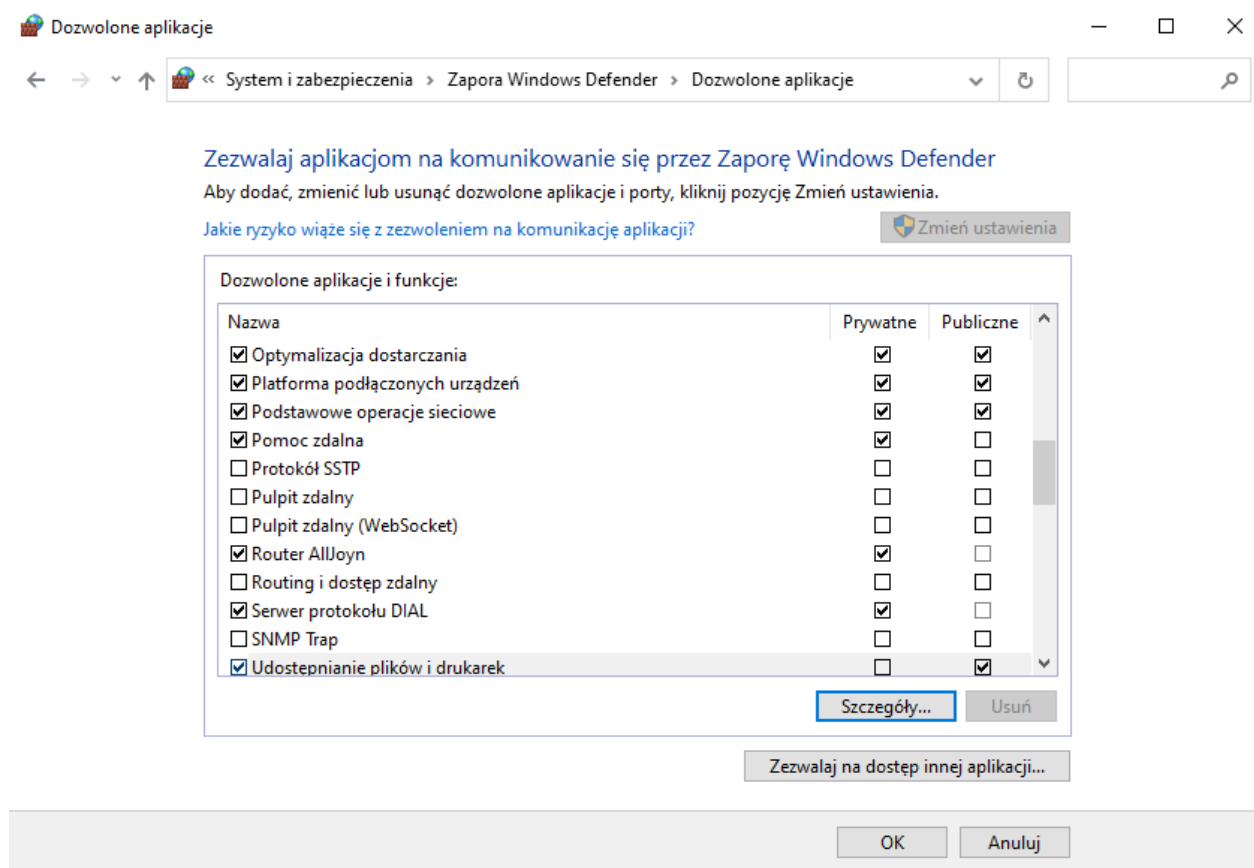 Dozwolone aplikacje
« System i zabezpieczenia > Zapora Windows Defender > Dozwolone aplikacje
Zezwalaj aplikacjom na komunikowanie się przez Zaporę Windows Defender
Aby dodać, zmienić lub usunąć dozwolone aplikacje i porty, kliknij pozycję Zmień ustawienia.
Jakie ryzyko wiąże się z zezwoleniem na komunikację aplikacji?
Zmień ustawienia
Dozwolone aplikacje i funkcje:
Nazwa Prywatne Publiczne
Optymalizacja dostarczania
Platforma podłączonych urządzeń
Podstawowe operacje sieciowe
Pomoc zdalna
Protokół SSTP
Pulpit zdalny
Pulpit zdalny (WebSocket)
Router AllJoyn
Routing i dostęp zdalny
Serwer protokołu DIAL
SNMP Trap
Udostępnianie plików i drukarek
Szczegóły... Usuń
Zezwalaj na dostęp innej aplikacji...
OK Anuluj